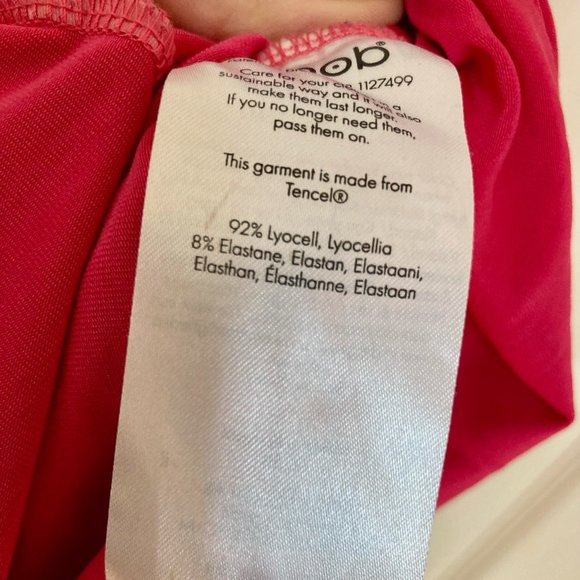 Care for your clo 1127499
sustainable way and it will also
make them last longer.
If you no longer need them,
pass them on.
This garment is made from
Tencel®
92% Lyocell, Lyocellia
8% Elastane, Elastan, Elastaani,
Elasthan, Élasthanne, Elastaan